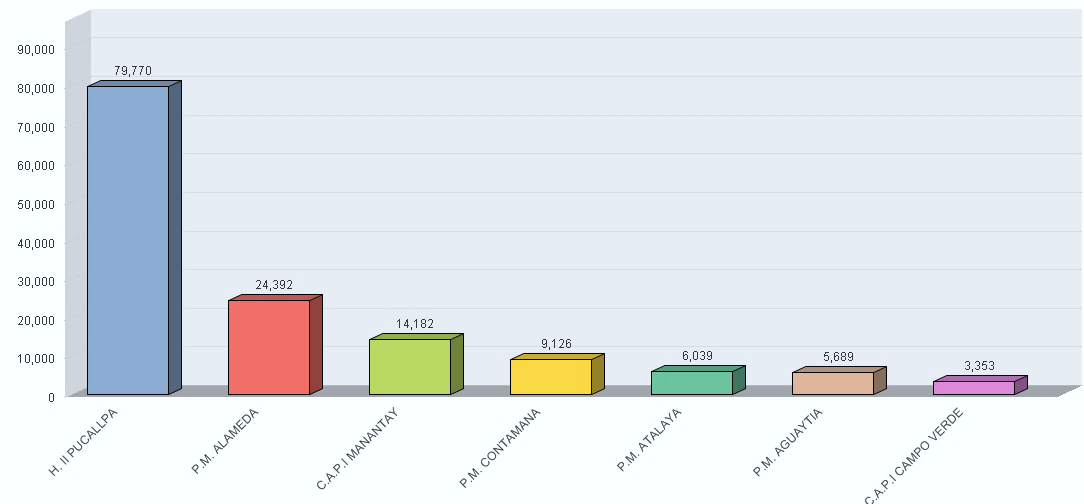 90,000
80,000
70,000
60,000
50,000
40,000
30,000
20,000
10,000
0
79,770
24,392
14,182
9,126
6,039
5,689
3,353
H. II PUCALLPA
P.M. ALAMEDA
C.A.P.I MANANTAY
P.M. CONTAMANA
P.M. ATALAYA
P.M. AGUAYTIA
C.A.P.I CAMPO VERDE